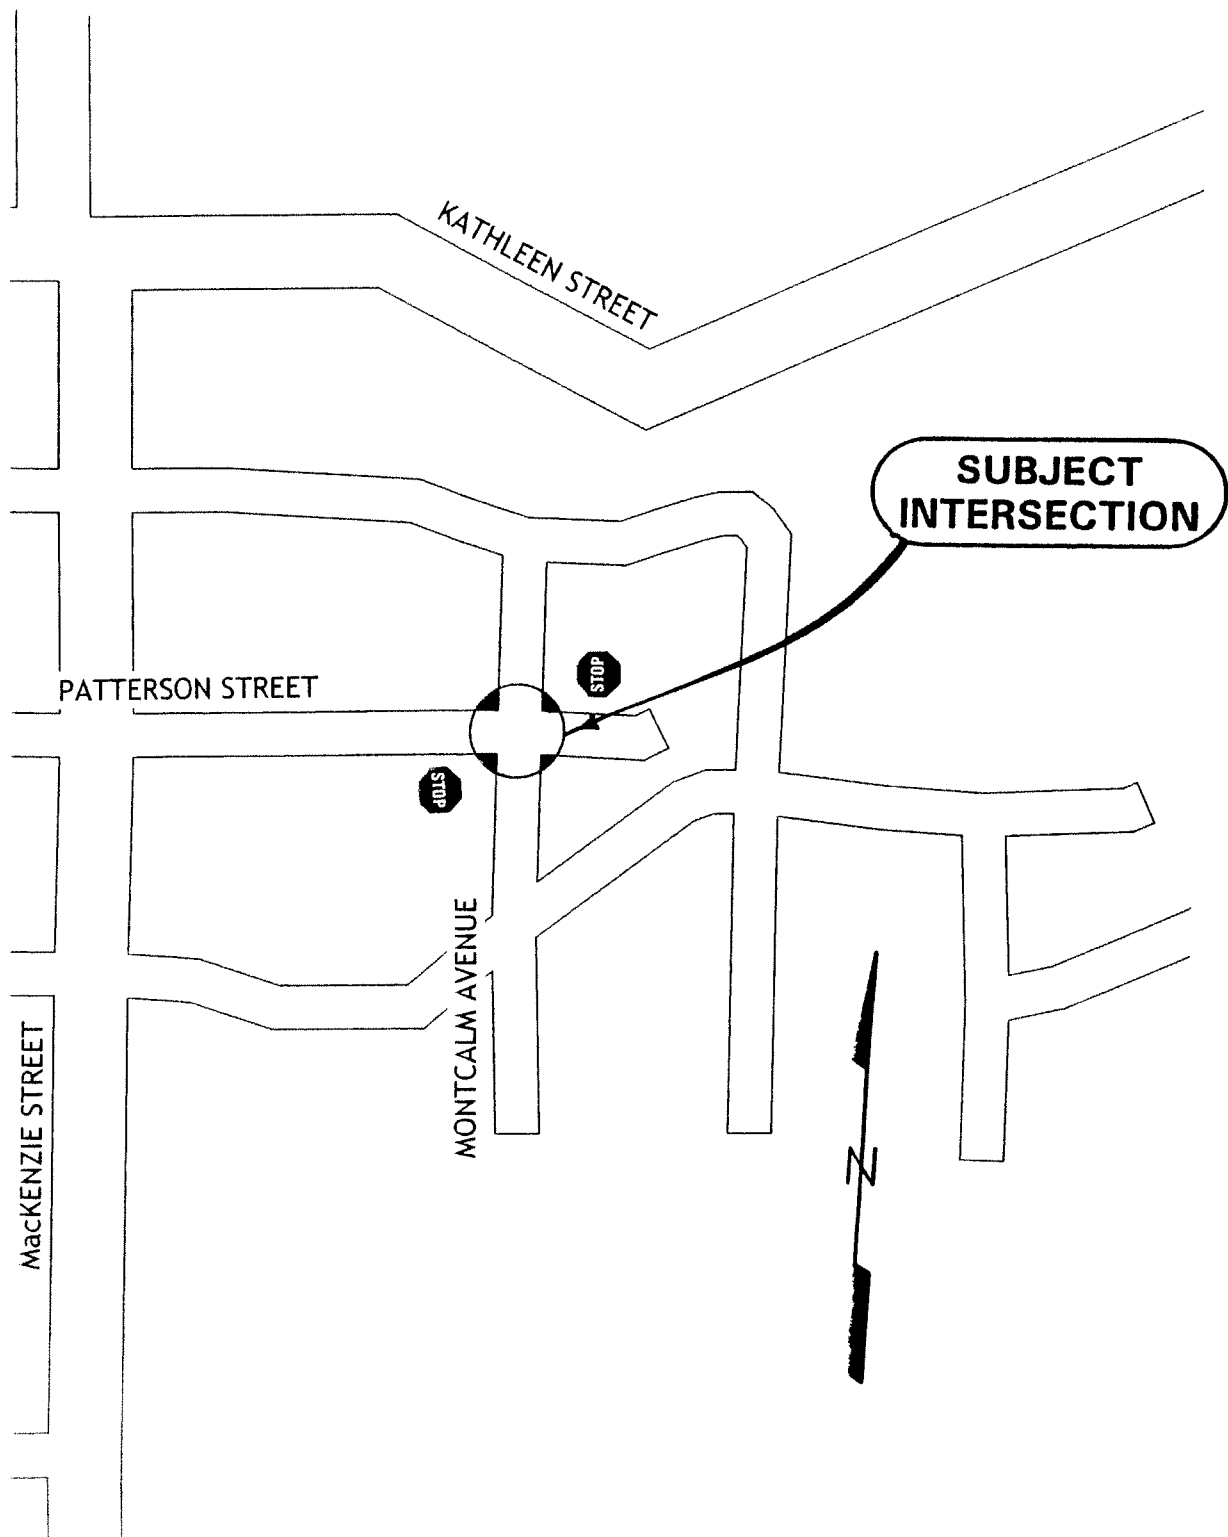 KATHLEEN STREET
SUBJECT
INTERSECTION
STOP
PATTERSON STREET
STOP
MONTCALM AVENUE
MacKENZIE STREET
N